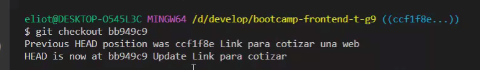 eliot@DESKTOP-O545L3C MINGW64 /d/develop/bootcamp-frontend-t-g9 ((ccf1f8e...))
$ git checkout bb949c9
Previous HEAD position was ccf1f8e Link para cotizar una web
HEAD is now at bb949c9 Update Link para cotizar